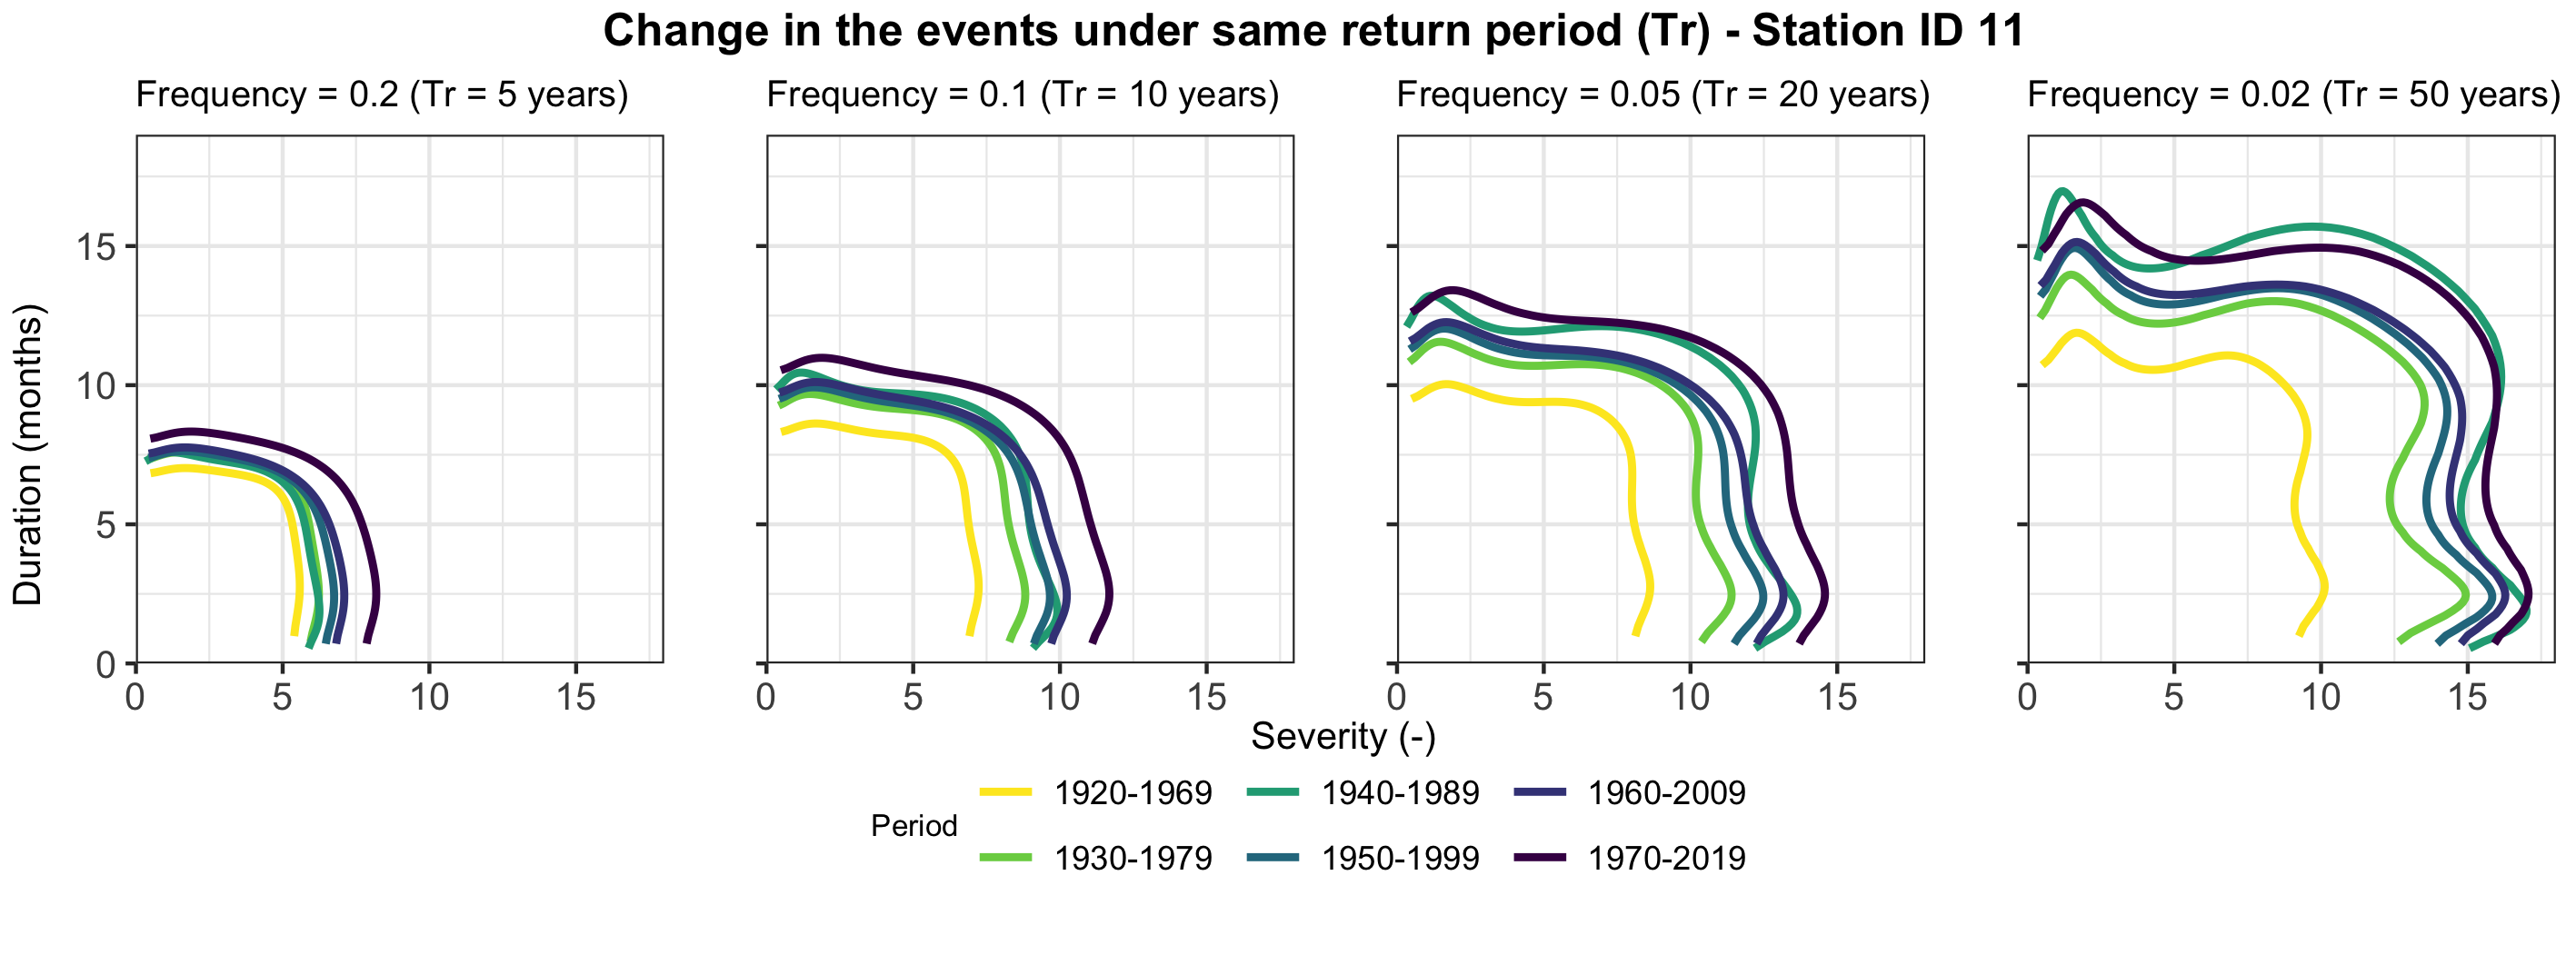 Change in the events under same return period (Tr) - Station ID 11
Frequency = 0.2 (Tr = 5 years)
Frequency = 0.1 (Tr = 10 years)
Frequency = 0.05 (Tr = 20 years)
Frequency = 0.02 (Tr = 50 years)
Duration (months)
15
10
5
0
0 5 10 15
0 5 10 15
0 5 10 15
0 5 10 15
Severity (-)
Period
1920-1969 1940-1989 1960-2009
1930-1979 1950-1999 1970-2019